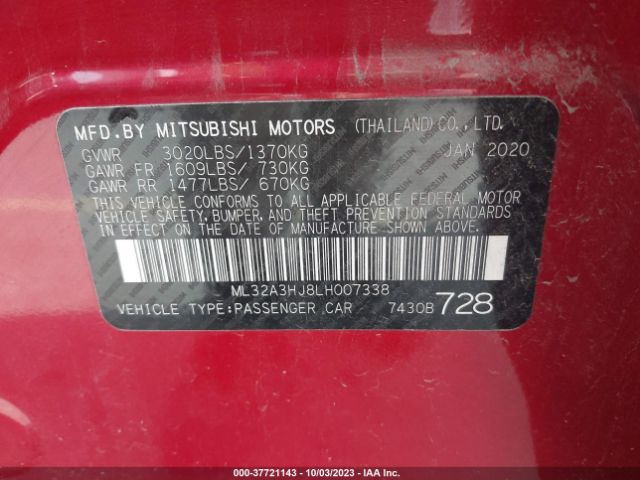 MFD.BY MITSUBISHI MOTORS (THAILAND)CO.,LTD.
GVWR 3020LBS/1370KG JAN 2020
GAWR FR 1609LBS/ 730KG
GAWR RR 1477LBS/ 670KG
THIS VEHICLE CONFORMS TO ALL APPLICABLE FEDERAL MOTOR
VEHICLE SAFETY, BUMPER, AND THEFT PREVENTION STANDARDS
IN EFFECT ON THE DATE OF MANUFACTURE SHOWN ABOVE.
ML32A3HJ8LH007338
VEHICLE TYPE:PASSENGER CAR 7430B 728
000-37721143 - 10/03/2023 - IAA Inc.